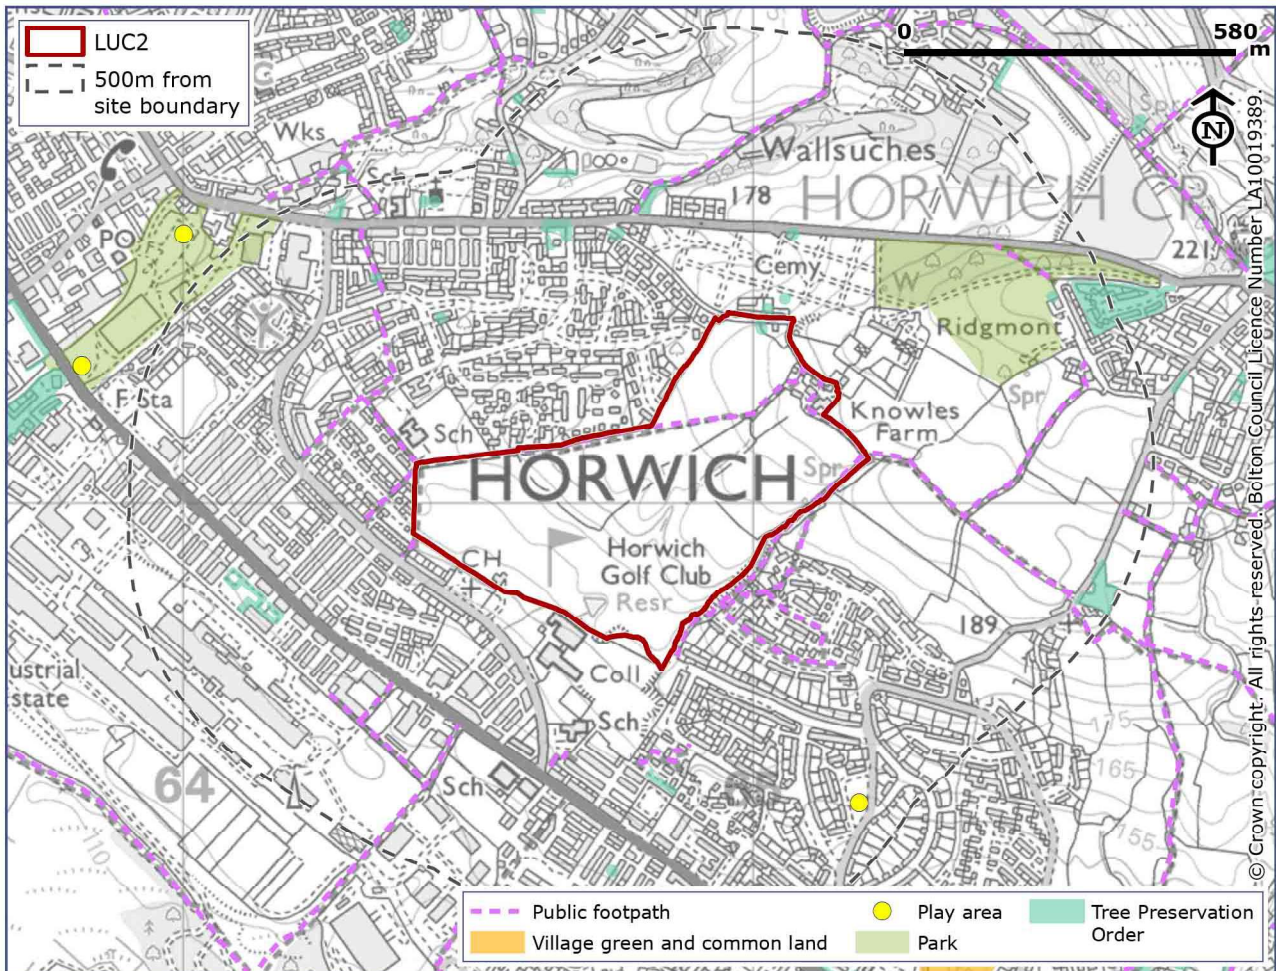 LUC2
500m from
site boundary
0
580
m
N
Wks
Sch
Wallsuches
HORWICH CP
178
221
PO
Cemy
W
Ridgmont
Spr
F Sta
Sch
Knowles
Farm
Spr
Spr
HORWICH
CH
Horwich
Golf Club
Resr
189
Coll
Sch
ustrial
state
64
Sch
175
165
155
110
© Crown copyright. All rights reserved. Bolton Council Licence Number LA100019389.
Public footpath
Village green and common land
Play area
Park
Tree Preservation
Order